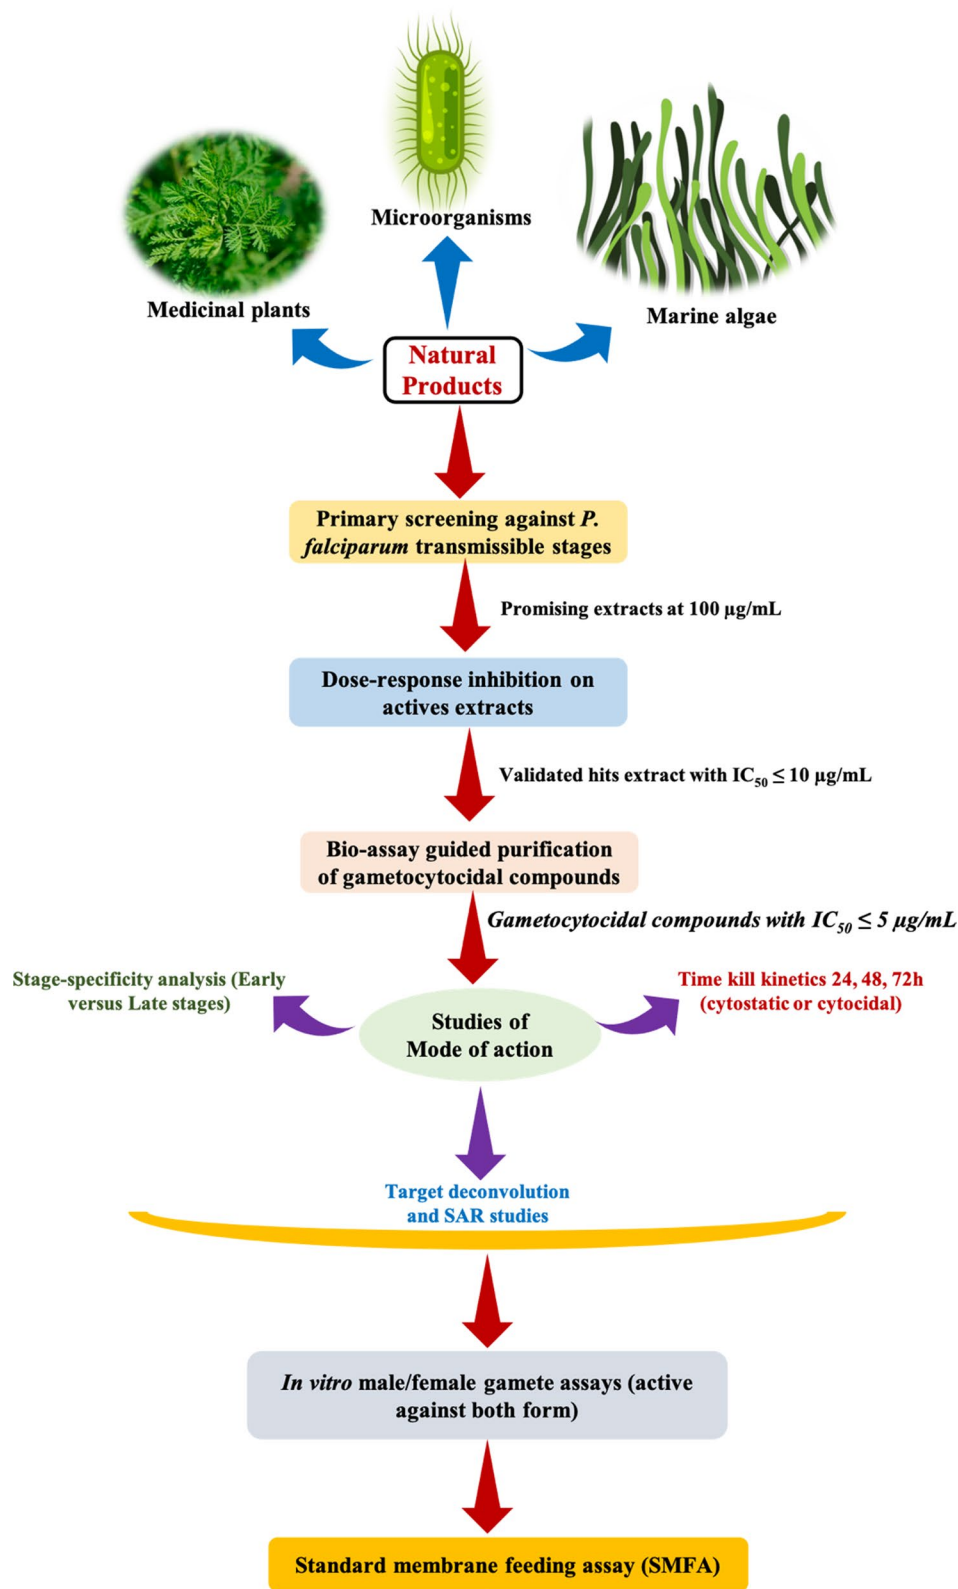 Microorganisms
Medicinal plants
Marine algae
Natural
Products
Primary screening against P.
falciparum transmissible stages
Promising extracts at 100 µg/mL
Dose-response inhibition on
actives extracts
Validated hits extract with IC50 ≤ 10 µg/mL
Bio-assay guided purification
of gametocytocidal compounds
Gametocytocidal compounds with IC50 ≤ 5 µg/mL
Stage-specificity analysis (Early
versus Late stages)
Time kill kinetics 24, 48, 72h
(cytostatic or cytocidal)
Studies of
Mode of action
Target deconvolution
and SAR studies
In vitro male/female gamete assays (active
against both form)
Standard membrane feeding assay (SMFA)